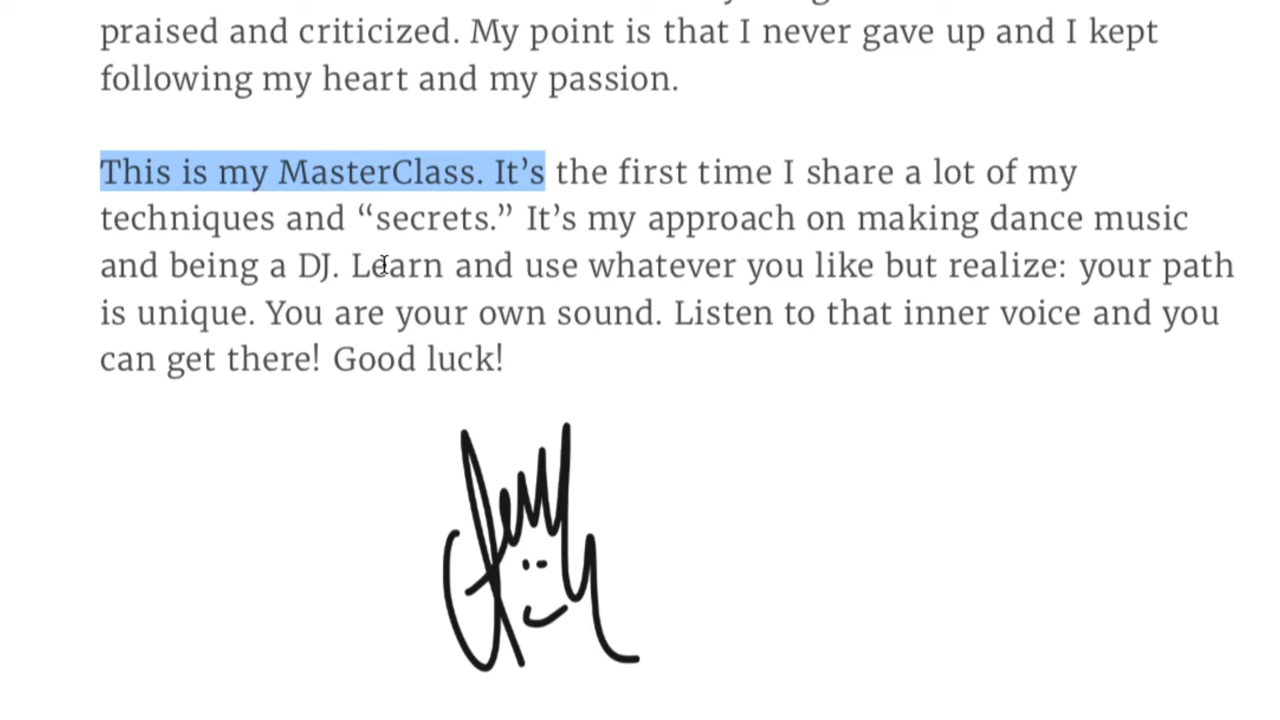 praised and criticized. My point is that I never gave up and I kept
following my heart and my passion.
This is my MasterClass. It’s the first time I share a lot of my
techniques and “secrets.” It’s my approach on making dance music
and being a DJ. Learn and use whatever you like but realize: your path
is unique. You are your own sound. Listen to that inner voice and you
can get there! Good luck!